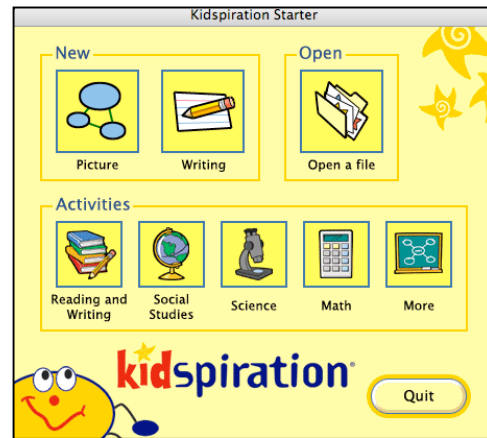 Kidspiration Starter
New
Open
Picture
Writing
Open a file
Activities
Reading and
Writing
Social
Studies
Science
Math
More
kidspiration®
Quit